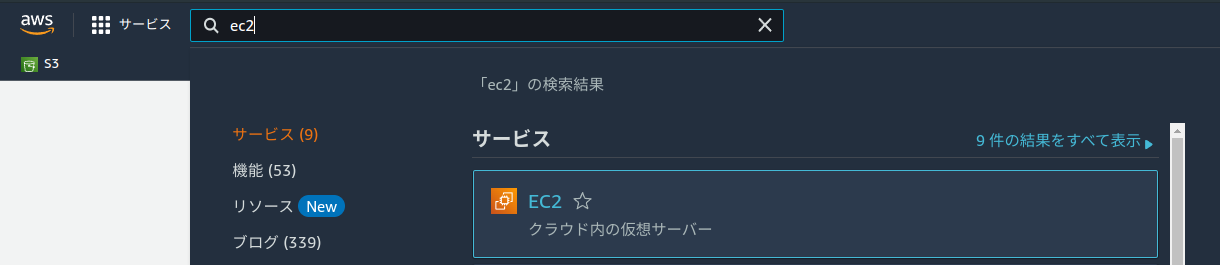 aws
サービス
ec2
S3
「ec2」の検索結果
サービス (9)
機能 (53)
リソース New
ブログ (339)
サービス
9 件の結果をすべて表示
EC2
クラウド内の仮想サーバー